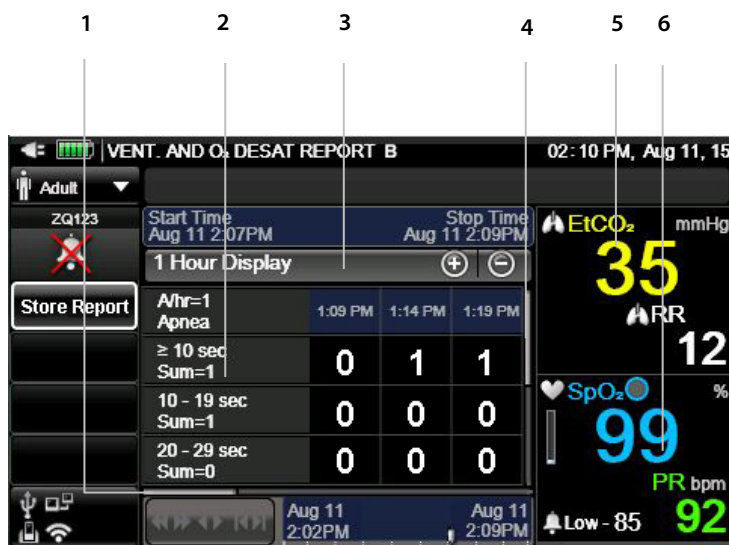 1 2 3 4 5 6
VENT. AND O₂ DESAT REPORT B 02:10 PM, Aug 11, 15
Adult
ZQ123
Store Report
Start Time Stop Time
Aug 11 2:07PM Aug 11 2:09PM
1 Hour Display
A/hr=1
Apnea
1:09 PM 1:14 PM 1:19 PM
≥ 10 sec
Sum=1
0 1 1
10 - 19 sec
Sum=1
0 0 0
20 - 29 sec
Sum=0
0 0 0
Aug 11 Aug 11
2:02PM 2:09PM
EtCO₂ mmHg
35
RR
12
SpO₂ %
99
PR bpm
Low - 85 92